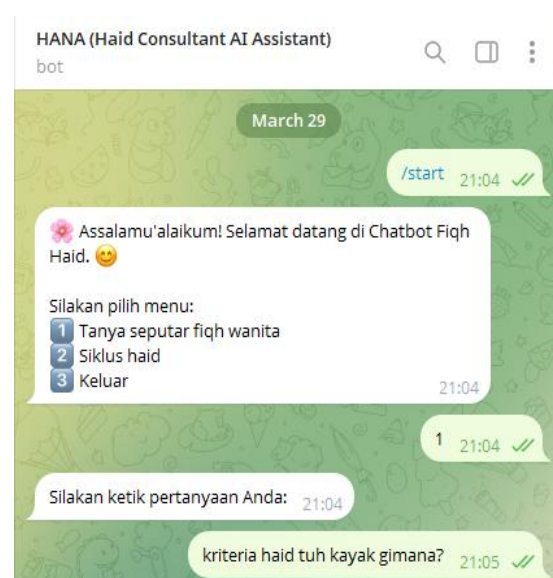 HANA (Haid Consultant AI Assistant)
bot
March 29
/start 21:04
🌸 Assalamu'alaikum! Selamat datang di Chatbot Fiqh
Haid. 😊
Silakan pilih menu:
1️⃣ Tanya seputar fiqh wanita
2️⃣ Siklus haid
3️⃣ Keluar
21:04
1 21:04
Silakan ketik pertanyaan Anda: 21:04
kriteria haid tuh kayak gimana? 21:05